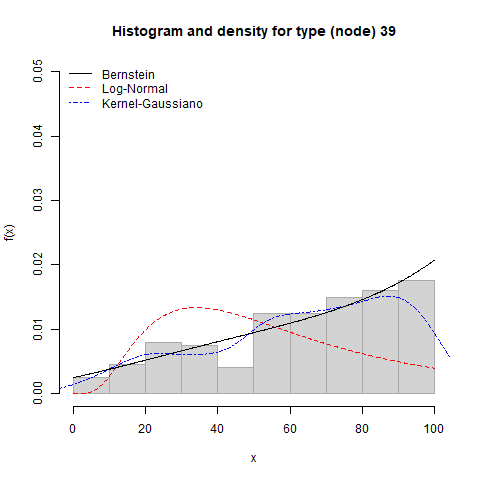 Histogram and density for type (node) 39
Bernstein
Log-Normal
Kernel-Gaussiano
f(x)
0.05
0.04
0.03
0.02
0.01
0.00
0 20 40 60 80 100
x